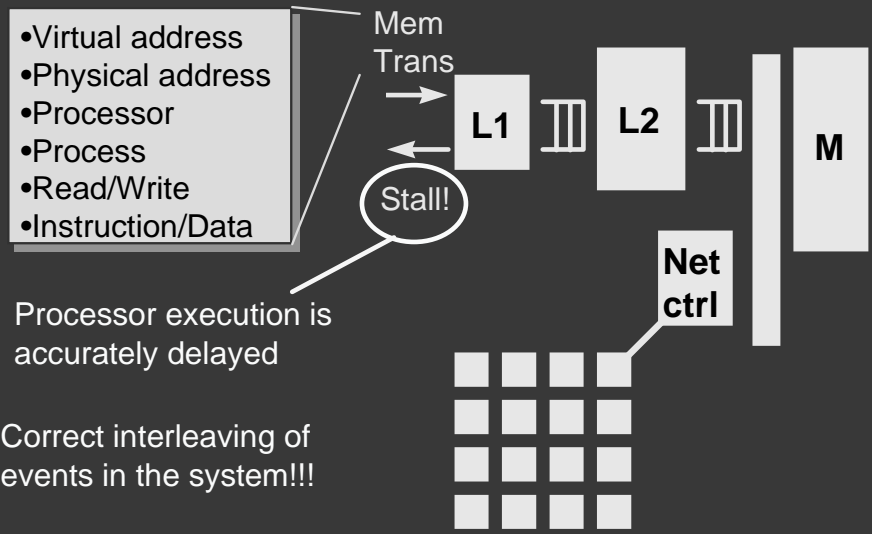 •Virtual address
•Physical address
•Processor
•Process
•Read/Write
•Instruction/Data
Mem
Trans
L1
L2
M
Stall!
Net
ctrl
Processor execution is
accurately delayed
Correct interleaving of
events in the system!!!